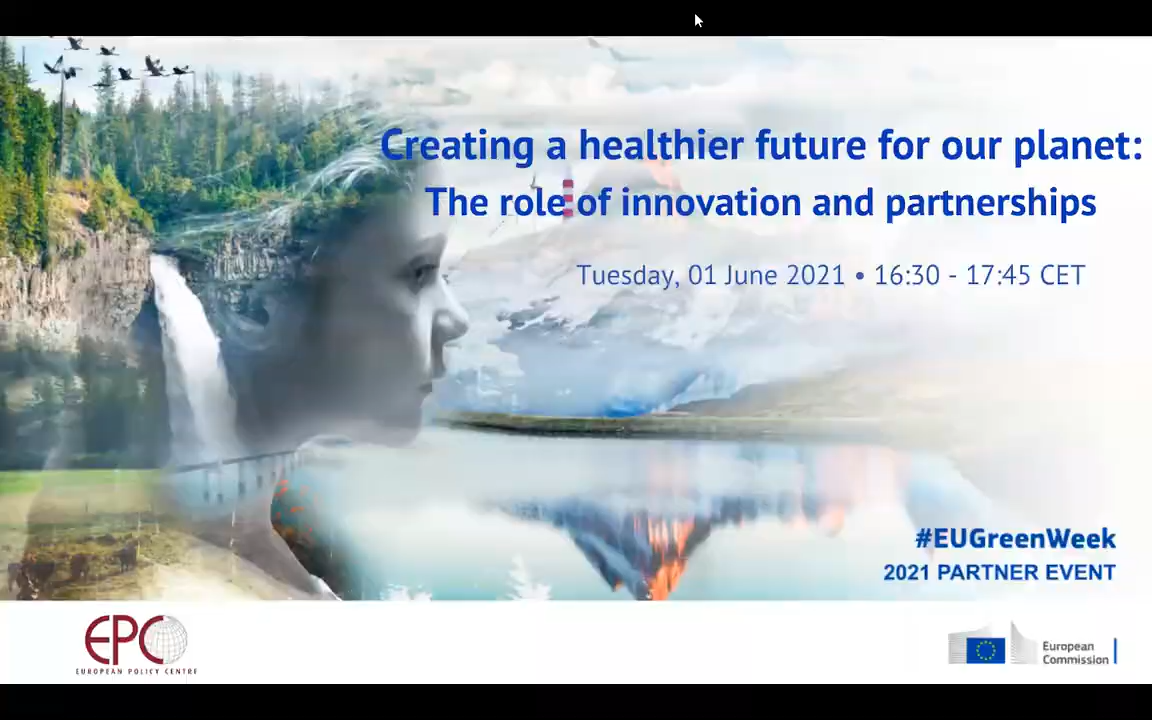 Creating a healthier future for our planet:
The role of innovation and partnerships
Tuesday, 01 June 2021 • 16:30 - 17:45 CET
#EUGreenWeek
2021 PARTNER EVENT
EPC
EUROPEAN POLICY CENTRE
European
Commission